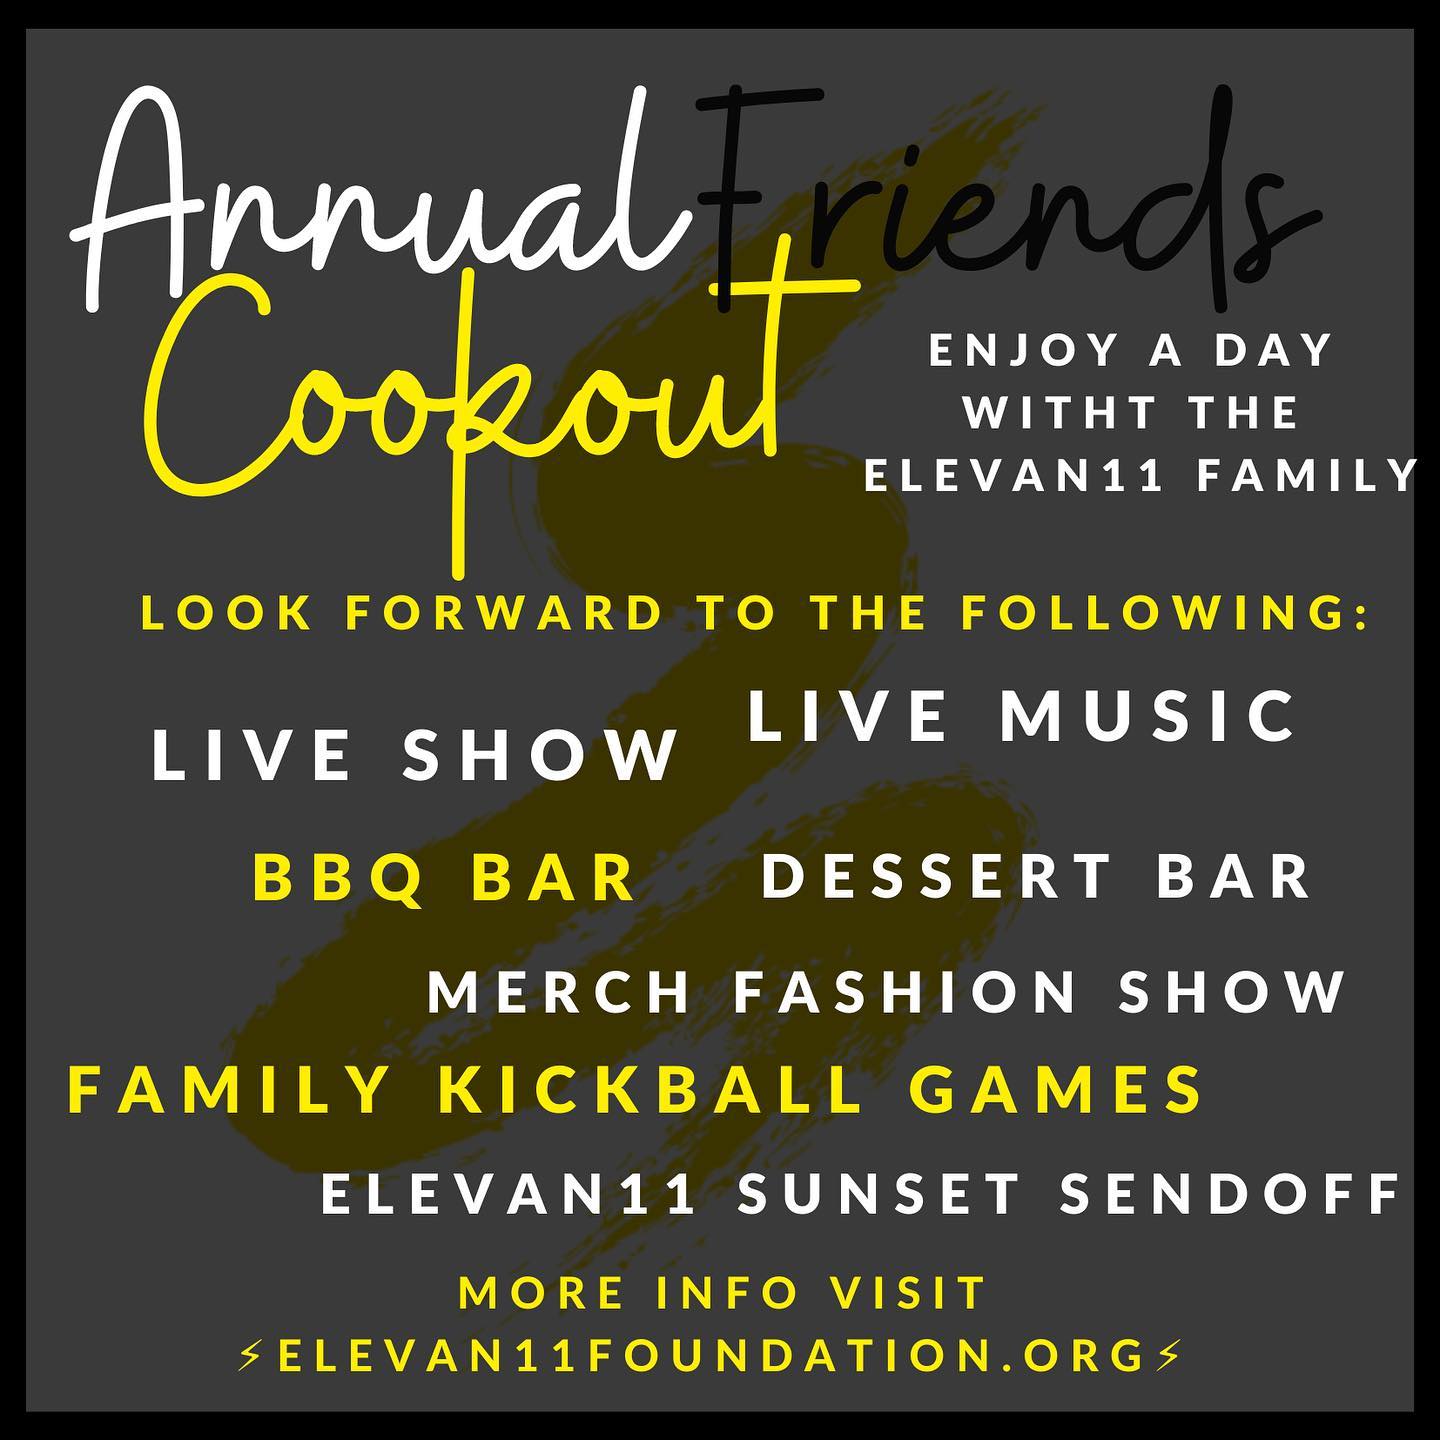 Annual Friends
Cookout
ENJOY A DAY
WITHT THE
ELEVAN11 FAMILY
LOOK FORWARD TO THE FOLLOWING:
LIVE SHOW
LIVE MUSIC
BBQ BAR
DESSERT BAR
MERCH FASHION SHOW
FAMILY KICKBALL GAMES
ELEVAN11 SUNSET SENDOFF
MORE INFO VISIT
⚡ELEVAN11FOUNDATION.ORG⚡